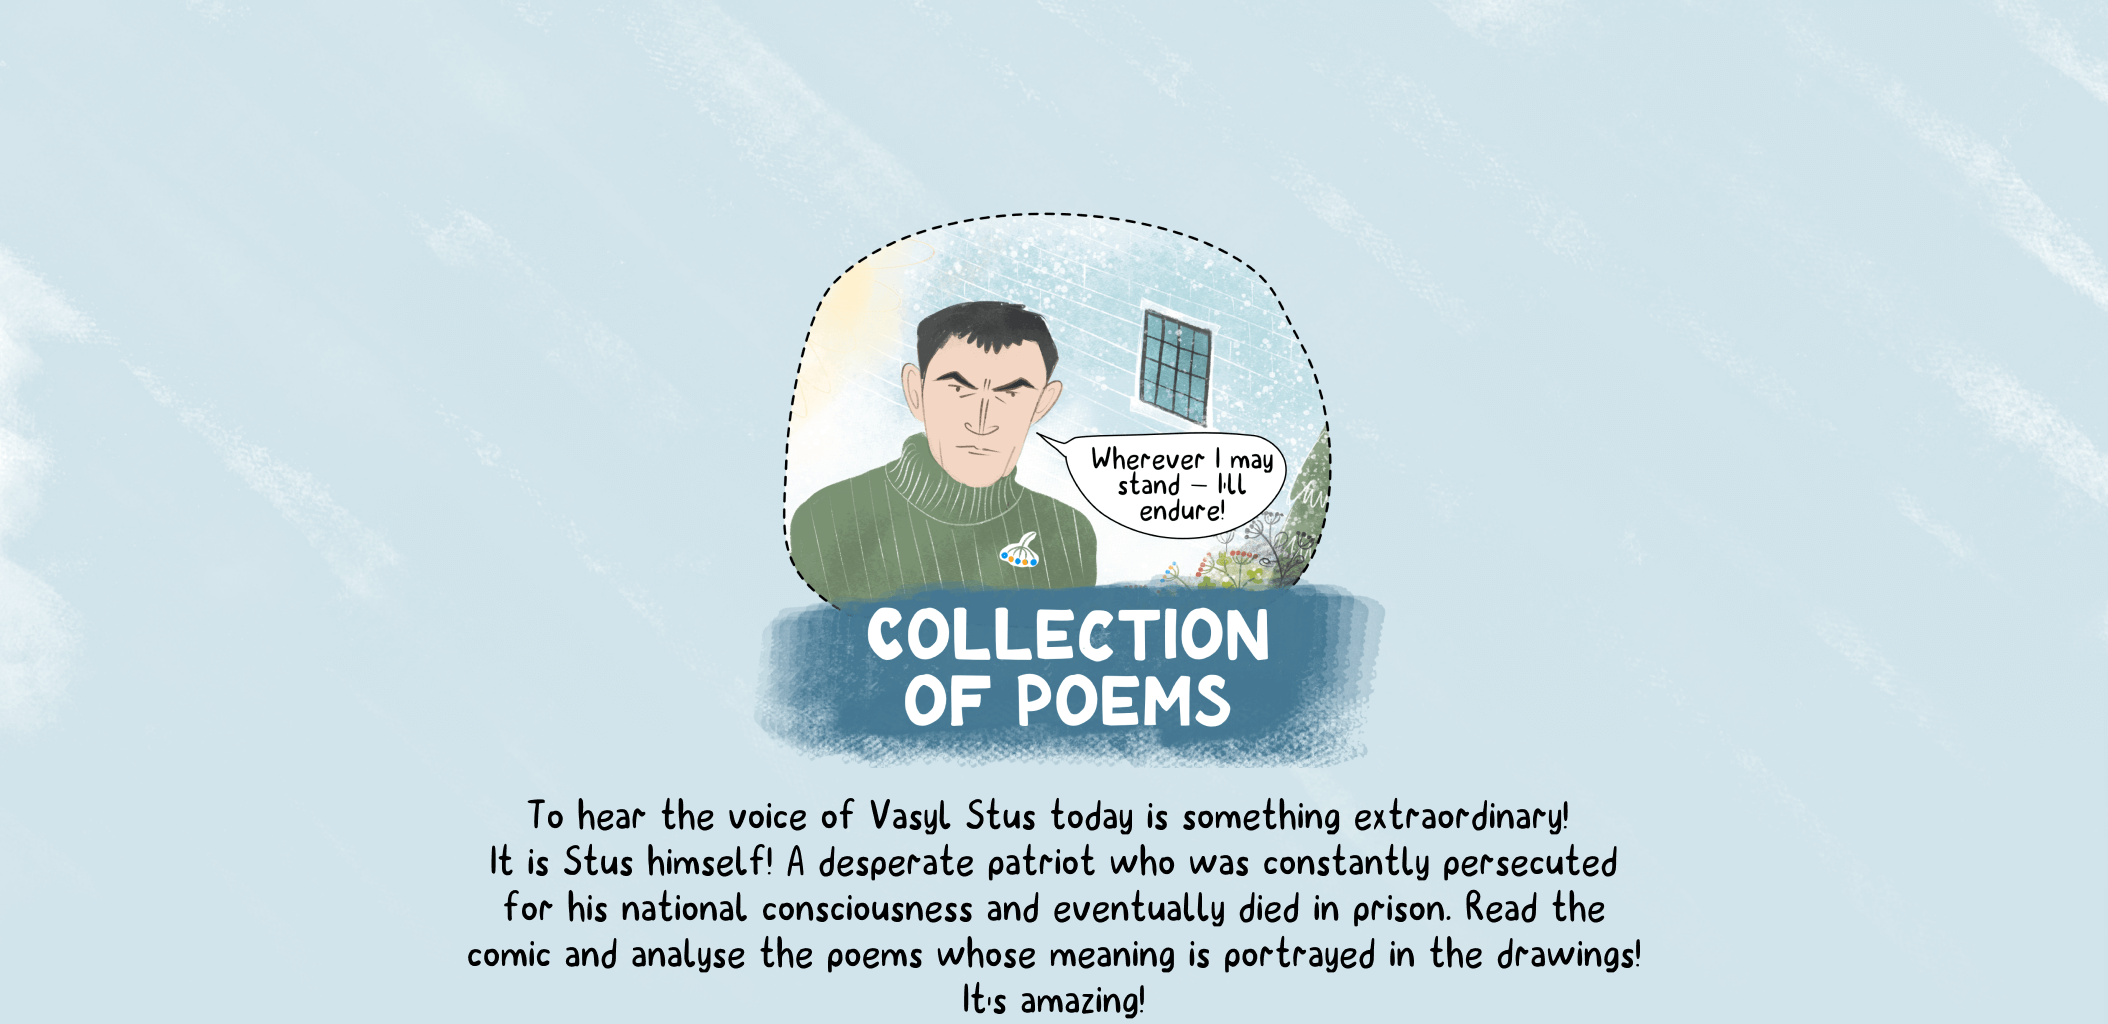 Wherever I may
stand – I'll
endure!
COLLECTION
OF POEMS
To hear the voice of Vasyl Stus today is something extraordinary!
It is Stus himself! A desperate patriot who was constantly persecuted
for his national consciousness and eventually died in prison. Read the
comic and analyse the poems whose meaning is portrayed in the drawings!
It's amazing!